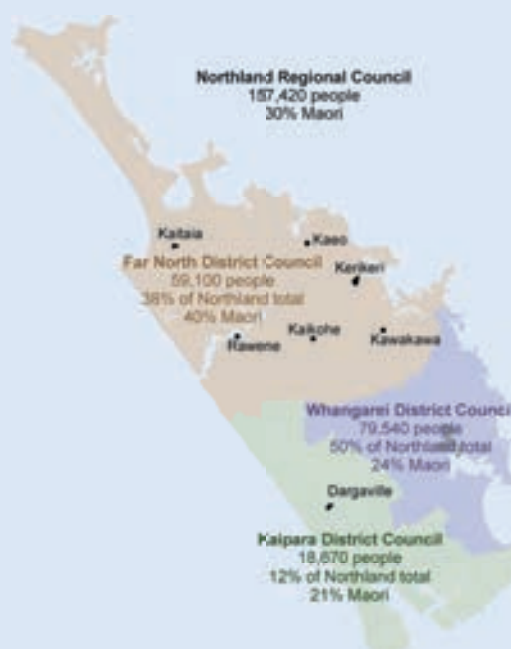 Northland Regional Council
157,420 people
30% Maori
Kaitaia
Kaeo
Far North District Council
Kerikeri
59,100 people
38% of Northland total
40% Maori
Kaikohe
Rawene
Kawakawa
Whangarei District Council
79,540 people
50% of Northland total
24% Maori
Dargaville
Kaipara District Council
18,670 people
12% of Northland total
21% Maori